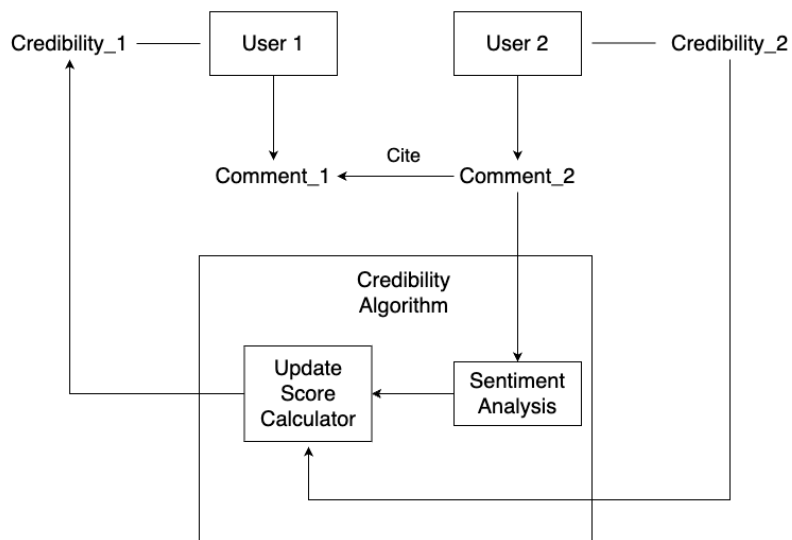 Credibility_1
User 1
User 2
Credibility_2
Cite
Comment_1
Comment_2
Credibility
Algorithm
Update
Score
Calculator
Sentiment
Analysis